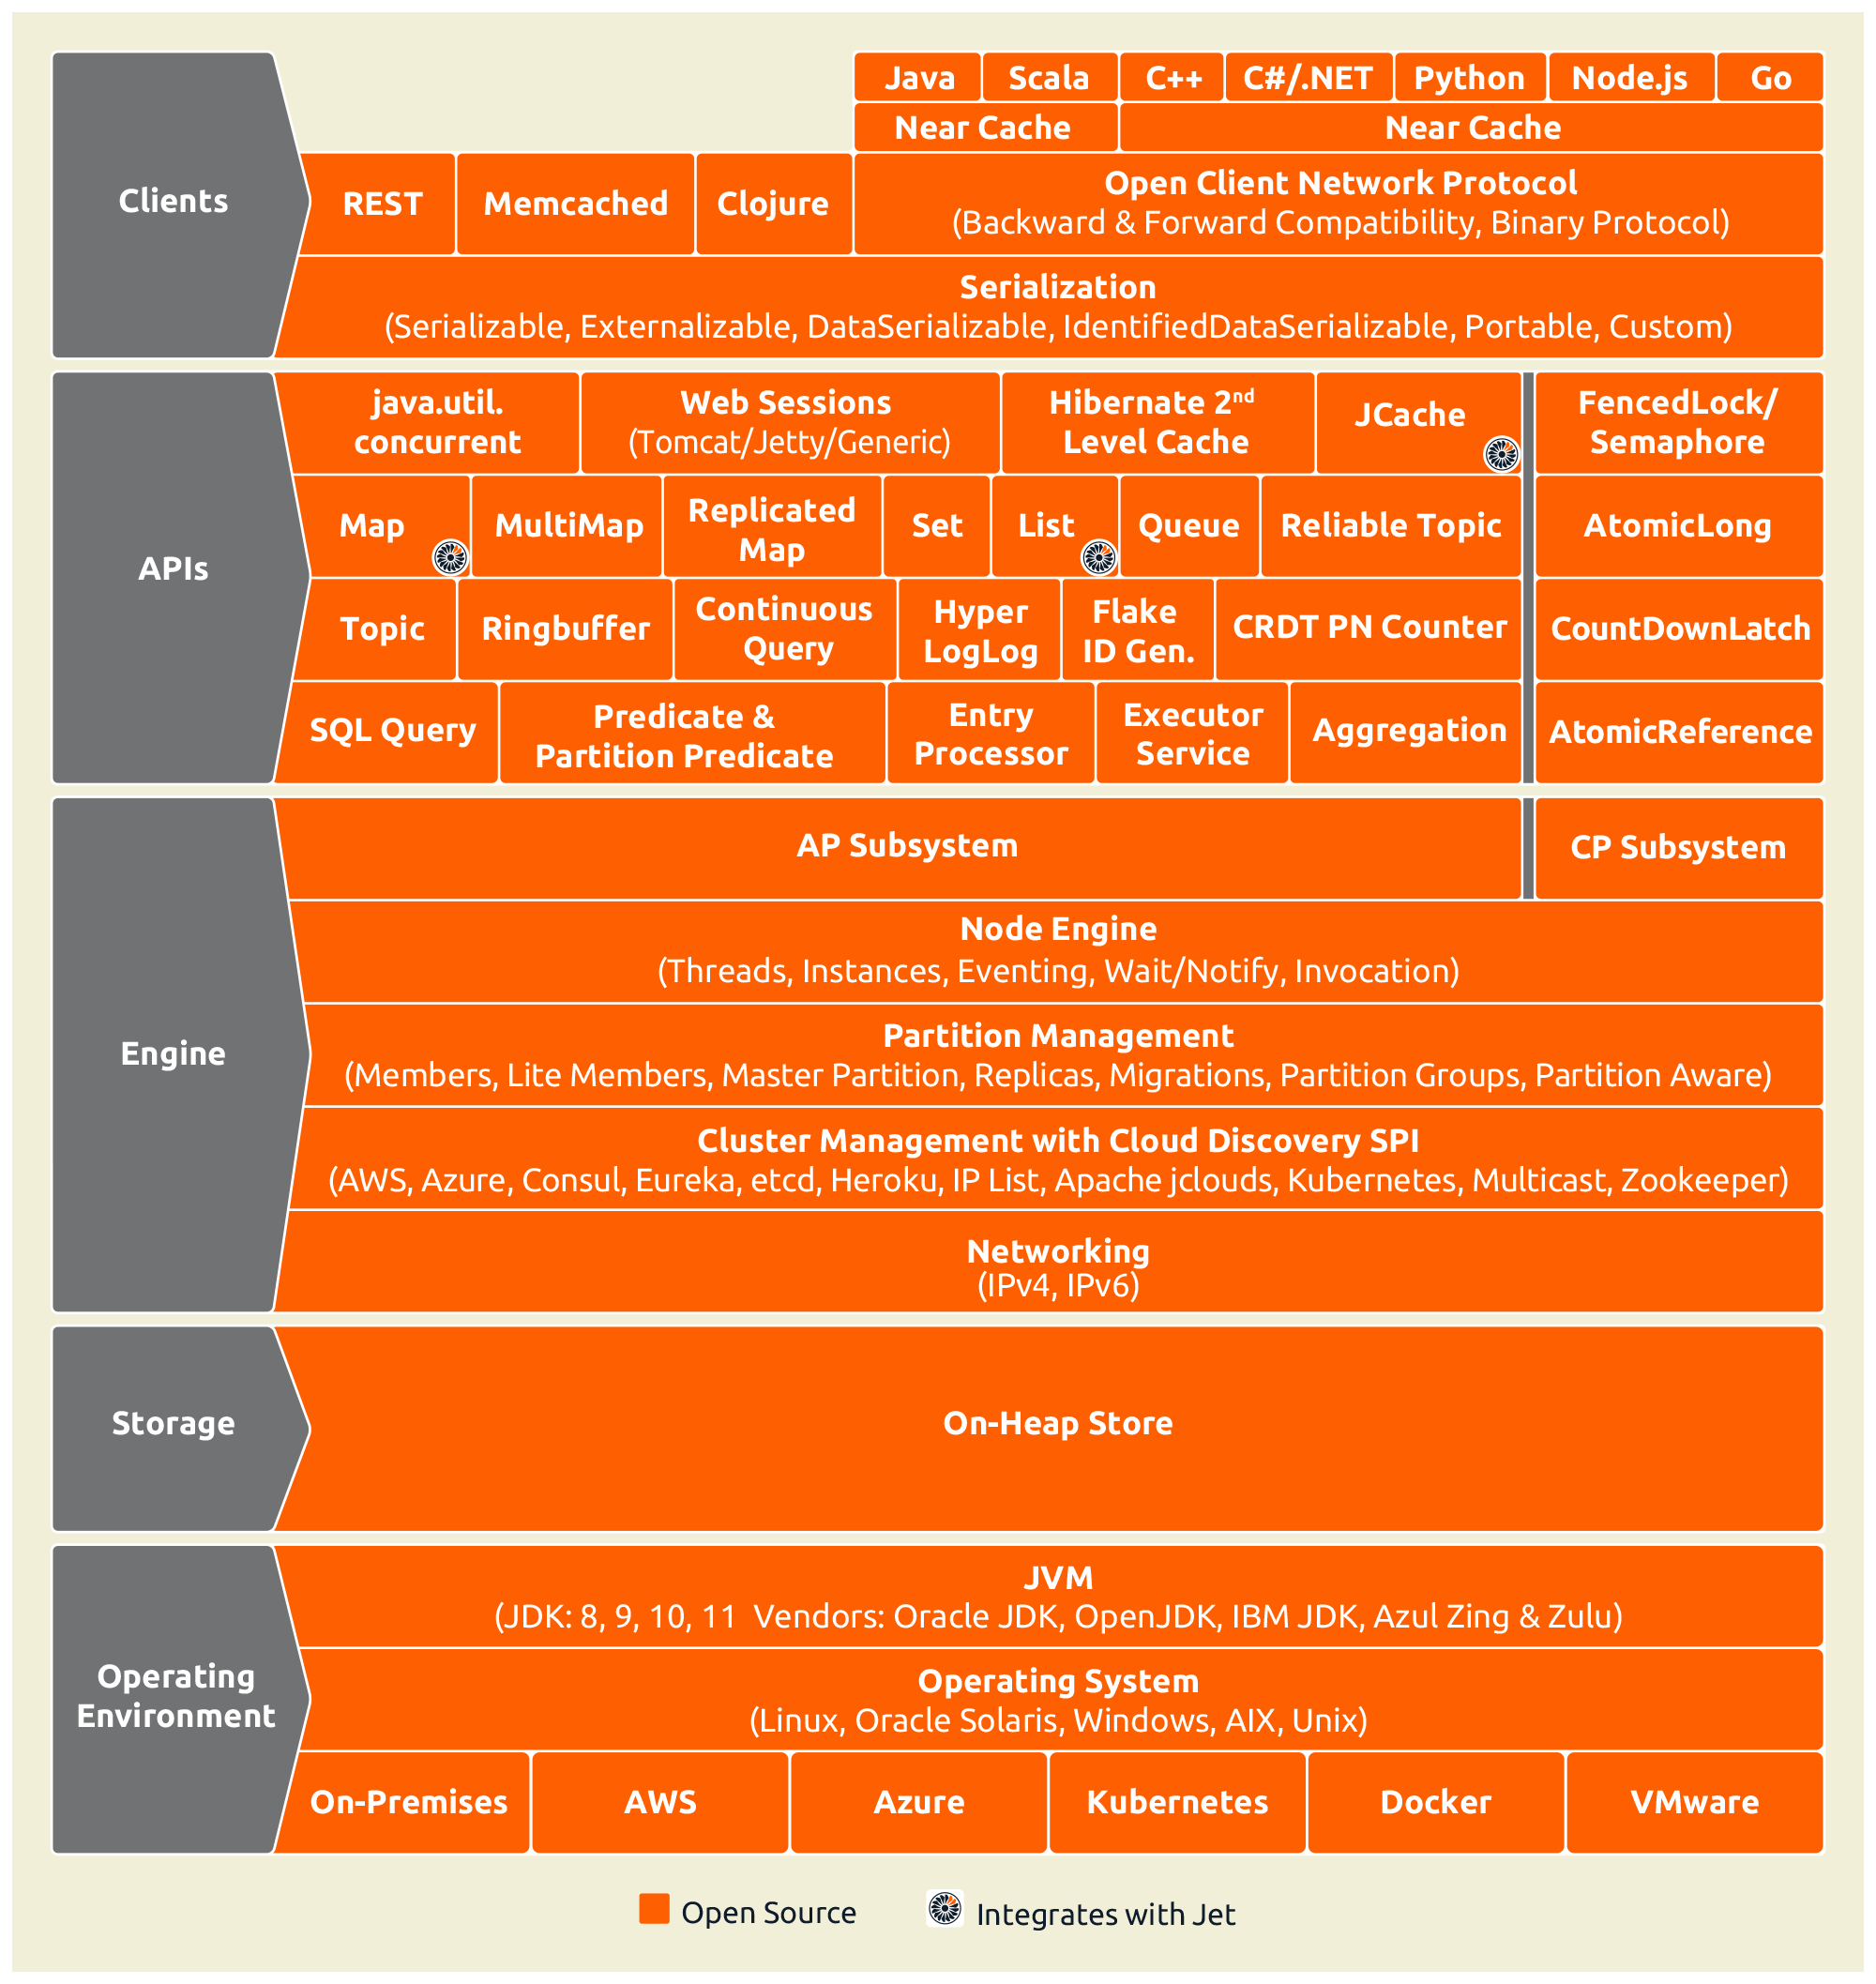 Java
Scala
C++
C#/.NET
Python
Node.js
Go
Near Cache
Near Cache
Clients
REST
Memcached
Clojure
Open Client Network Protocol
(Backward & Forward Compatibility, Binary Protocol)
Serialization
(Serializable, Externalizable, DataSerializable, IdentifiedDataSerializable, Portable, Custom)
APIs
java.util.
concurrent
Web Sessions
(Tomcat/Jetty/Generic)
Hibernate 2nd
Level Cache
JCache
FencedLock/
Semaphore
Map
MultiMap
Replicated
Map
Set
List
Queue
Reliable Topic
AtomicLong
Topic
Ringbuffer
Continuous
Query
Hyper
LogLog
Flake
ID Gen.
CRDT PN Counter
CountDownLatch
SQL Query
Predicate &
Partition Predicate
Entry
Processor
Executor
Service
Aggregation
AtomicReference
Engine
AP Subsystem
CP Subsystem
Node Engine
(Threads, Instances, Eventing, Wait/Notify, Invocation)
Partition Management
(Members, Lite Members, Master Partition, Replicas, Migrations, Partition Groups, Partition Aware)
Cluster Management with Cloud Discovery SPI
(AWS, Azure, Consul, Eureka, etcd, Heroku, IP List, Apache jclouds, Kubernetes, Multicast, Zookeeper)
Networking
(IPv4, IPv6)
Storage
On-Heap Store
Operating
Environment
JVM
(JDK: 8, 9, 10, 11  Vendors: Oracle JDK, OpenJDK, IBM JDK, Azul Zing & Zulu)
Operating System
(Linux, Oracle Solaris, Windows, AIX, Unix)
On-Premises
AWS
Azure
Kubernetes
Docker
VMware
Open Source
Integrates with Jet